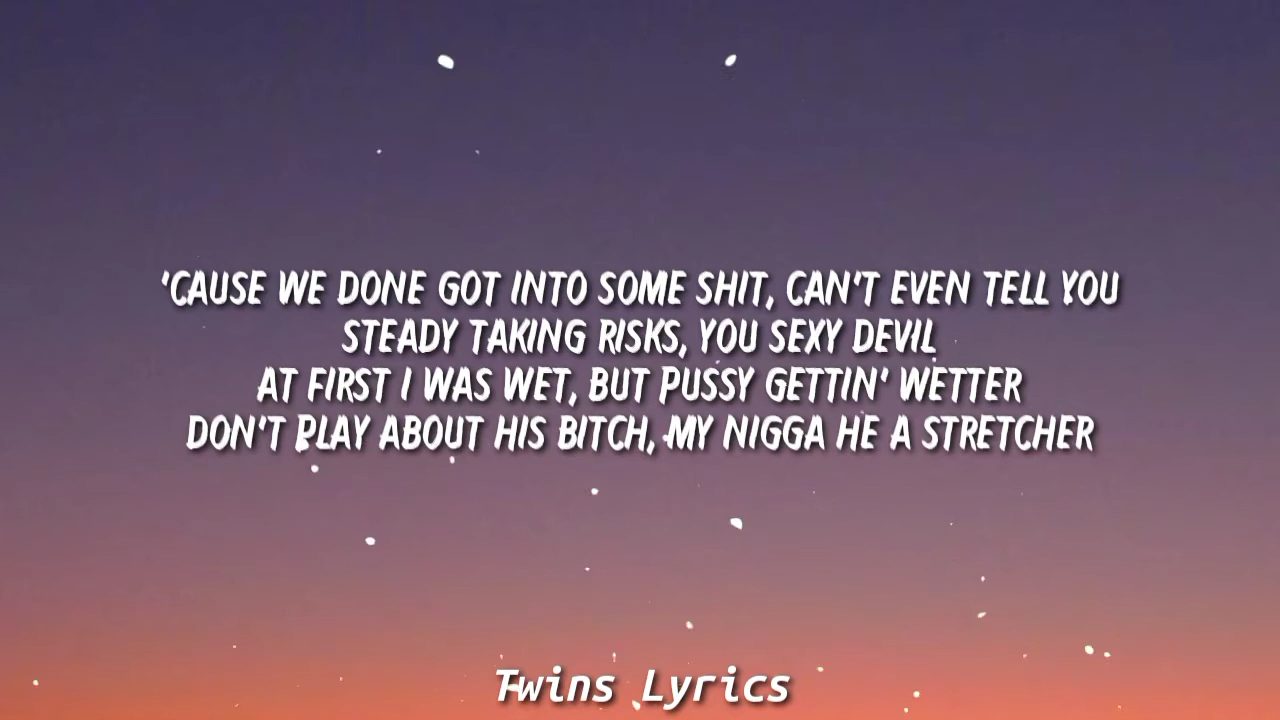 'CAUSE WE DONE GOT INTO SOME SHIT, CAN'T EVEN TELL YOU
STEADY TAKING RISKS, YOU SEXY DEVIL
AT FIRST I WAS WET, BUT PUSSY GETTIN' WETTER
DON'T PLAY ABOUT HIS BITCH, MY NIGGA HE A STRETCHER
Twins Lyrics